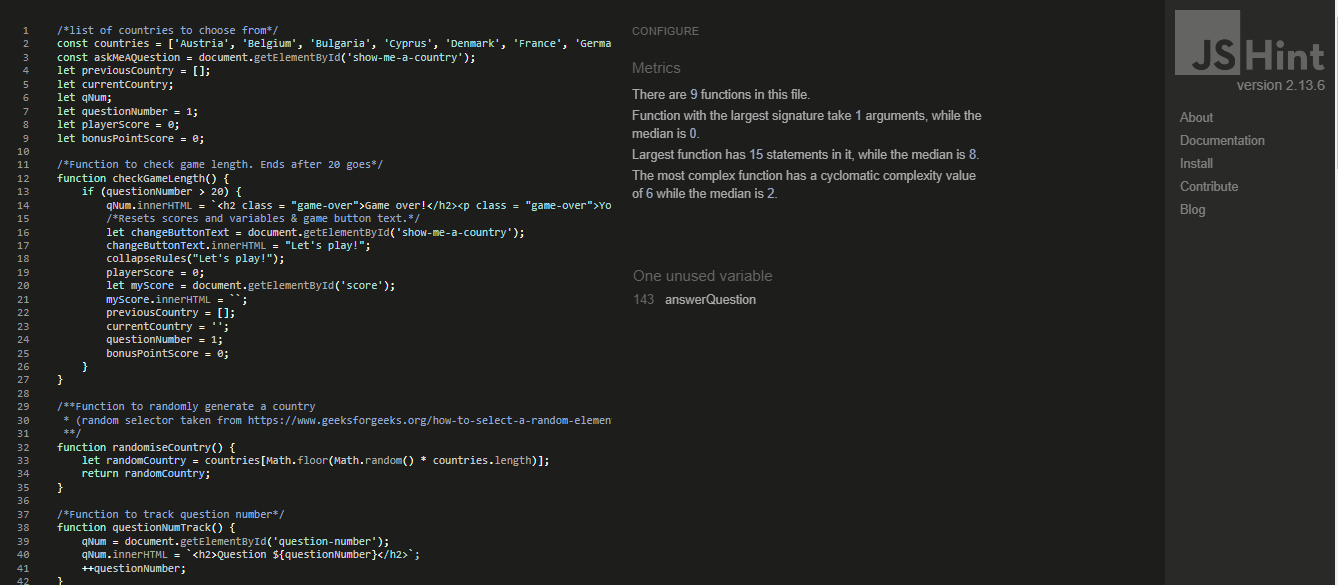 1 /*list of countries to choose from*/
2 const countries = ['Austria', 'Belgium', 'Bulgaria', 'Cyprus', 'Denmark', 'France', 'Germa
3 const askMeAQuestion = document.getElementById('show-me-a-country');
4 let previousCountry = [];
5 let currentCountry;
6 let qNum;
7 let questionNumber = 1;
8 let playerScore = 0;
9 let bonusPointScore = 0;
10
11 /*Function to check game length. Ends after 20 goes*/
12 function checkGameLength() {
13 if (questionNumber > 20) {
14 qNum.innerHTML = `<h2 class = "game-over">Game over!</h2><p class = "game-over">Yo
15 /*Resets scores and variables & game button text.*/
16 let changeButtonText = document.getElementById('show-me-a-country');
17 changeButtonText.innerHTML = "Let's play!";
18 collapseRules("Let's play!");
19 playerScore = 0;
20 let myScore = document.getElementById('score');
21 myScore.innerHTML = ``;
22 previousCountry = [];
23 currentCountry = '';
24 questionNumber = 1;
25 bonusPointScore = 0;
26 }
27 }
28
29 /**Function to randomly generate a country
30 * (random selector taken from https://www.geeksforgeeks.org/how-to-select-a-random-elemen
31 **/
32 function randomiseCountry() {
33 let randomCountry = countries[Math.floor(Math.random() * countries.length)];
34 return randomCountry;
35 }
36
37 /*Function to track question number*/
38 function questionNumTrack() {
39 qNum = document.getElementById('question-number');
40 qNum.innerHTML = `<h2>Question ${questionNumber}</h2>`;
41 ++questionNumber;
42 }
CONFIGURE
Metrics
There are 9 functions in this file.
Function with the largest signature take 1 arguments, while the
median is 0.
Largest function has 15 statements in it, while the median is 8.
The most complex function has a cyclomatic complexity value
of 6 while the median is 2.
One unused variable
143 answerQuestion
JSHint
version 2.13.6
About
Documentation
Install
Contribute
Blog